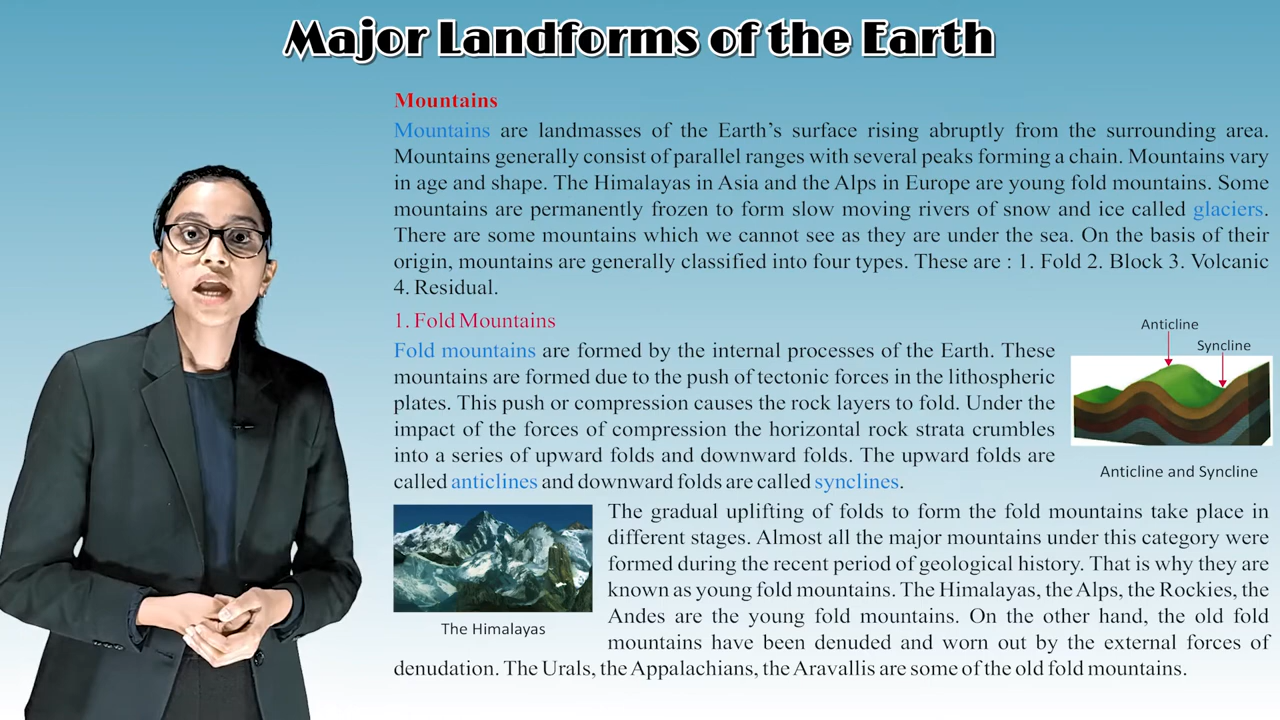 Major Landforms of the Earth
Mountains
Mountains are landmasses of the Earth's surface rising abruptly from the surrounding area.
Mountains generally consist of parallel ranges with several peaks forming a chain. Mountains vary
in age and shape. The Himalayas in Asia and the Alps in Europe are young fold mountains. Some
mountains are permanently frozen to form slow moving rivers of snow and ice called glaciers.
There are some mountains which we cannot see as they are under the sea. On the basis of their
origin, mountains are generally classified into four types. These are : 1. Fold 2. Block 3. Volcanic
4. Residual.
1. Fold Mountains
Fold mountains are formed by the internal processes of the Earth. These
mountains are formed due to the push of tectonic forces in the lithospheric
plates. This push or compression causes the rock layers to fold. Under the
impact of the forces of compression the horizontal rock strata crumbles
into a series of upward folds and downward folds. The upward folds are
called anticlines and downward folds are called synclines.
Anticline
Syncline
Anticline and Syncline
The Himalayas
The gradual uplifting of folds to form the fold mountains take place in
different stages. Almost all the major mountains under this category were
formed during the recent period of geological history. That is why they are
known as young fold mountains. The Himalayas, the Alps, the Rockies, the
Andes are the young fold mountains. On the other hand, the old fold
mountains have been denuded and worn out by the external forces of
denudation. The Urals, the Appalachians, the Aravallis are some of the old fold mountains.